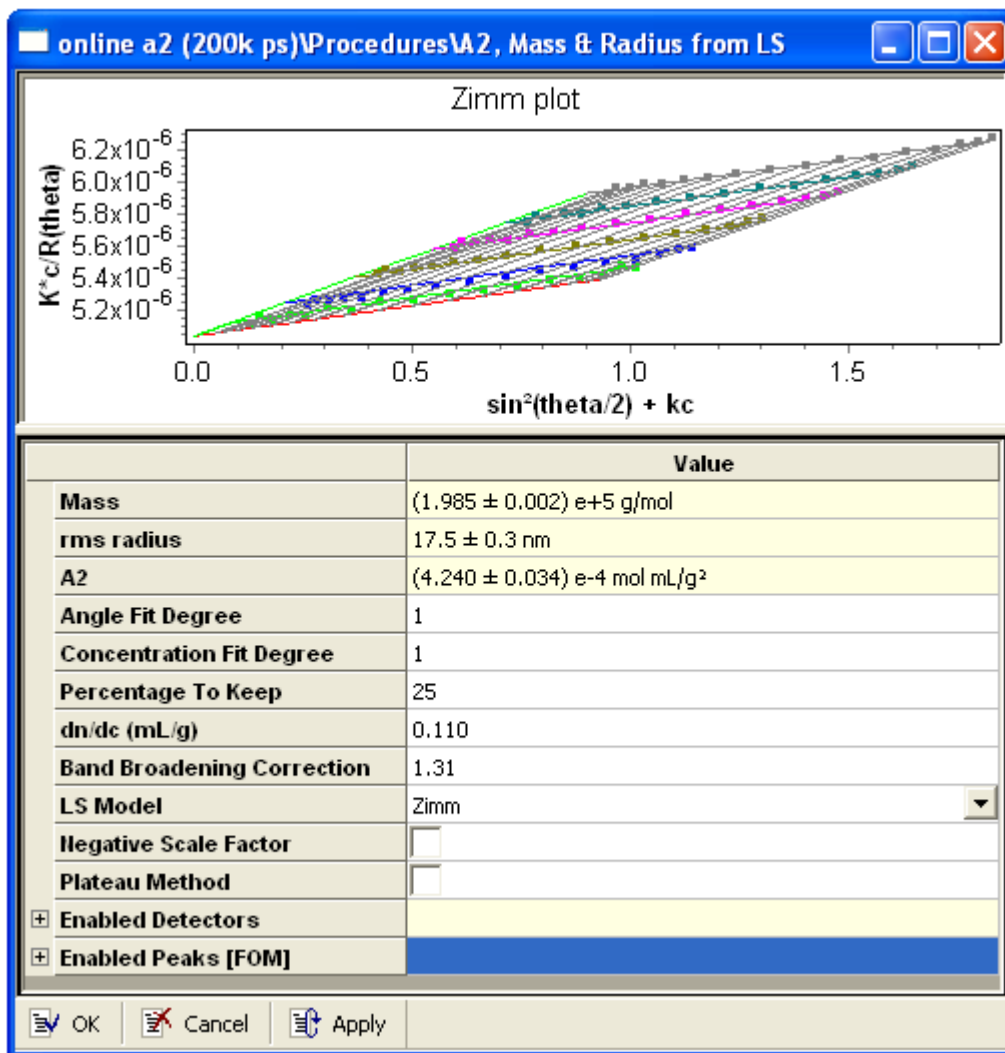 online a2 (200k ps)\Procedures\A2, Mass & Radius from LS
Zimm plot
K*c/R(theta)
6.2x10⁻⁶
6.0x10⁻⁶
5.8x10⁻⁶
5.6x10⁻⁶
5.4x10⁻⁶
5.2x10⁻⁶
0.0 0.5 1.0 1.5
sin²(theta/2) + kc
Value
Mass (1.985 ± 0.002) e+5 g/mol
rms radius 17.5 ± 0.3 nm
A2 (4.240 ± 0.034) e-4 mol mL/g²
Angle Fit Degree 1
Concentration Fit Degree 1
Percentage To Keep 25
dn/dc (mL/g) 0.110
Band Broadening Correction 1.31
LS Model Zimm
Negative Scale Factor
Plateau Method
Enabled Detectors
Enabled Peaks [FOM]
OK Cancel Apply